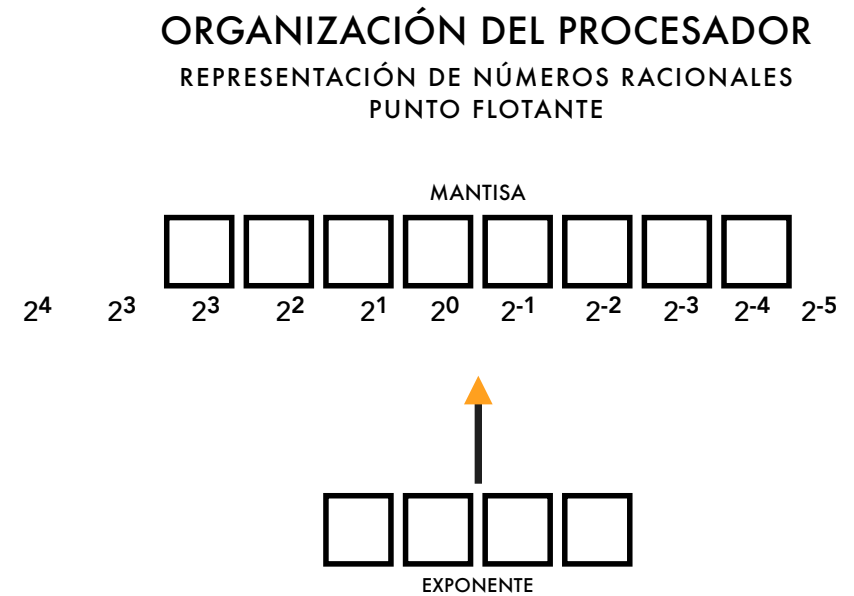 ORGANIZACIÓN DEL PROCESADOR
REPRESENTACIÓN DE NÚMEROS RACIONALES
PUNTO FLOTANTE
MANTISA
2⁴ 2³ 2³ 2² 2¹ 2⁰ 2⁻¹ 2⁻² 2⁻³ 2⁻⁴ 2⁻⁵
EXPONENTE